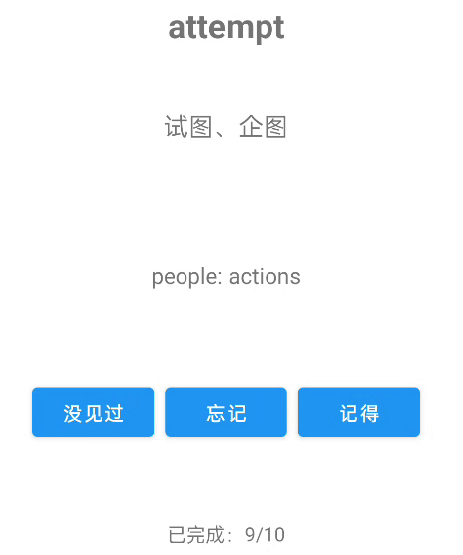 attempt
试图、企图
people: actions
没见过 忘记 记得
已完成：9/10